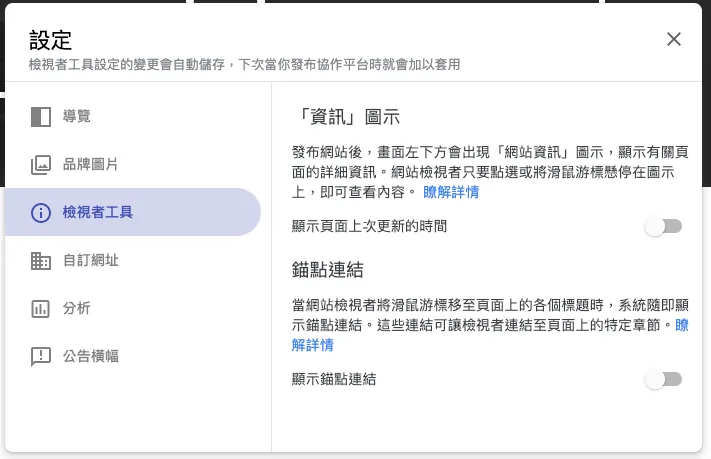 設定
檢視者工具設定的變更會自動儲存，下次當你發布協作平台時就會加以套用
導覽
品牌圖片
檢視者工具
自訂網址
分析
公告橫幅
「資訊」圖示
發布網站後，畫面左下方會出現「網站資訊」圖示，顯示有關頁
面的詳細資訊。網站檢視者只要點選或將滑鼠游標懸停在圖示
上，即可查看內容。 瞭解詳情
顯示頁面上次更新的時間
錨點連結
當網站檢視者將滑鼠游標移至頁面上的各個標題時，系統隨即顯
示錨點連結。這些連結可讓檢視者連結至頁面上的特定章節。瞭
解詳情
顯示錨點連結